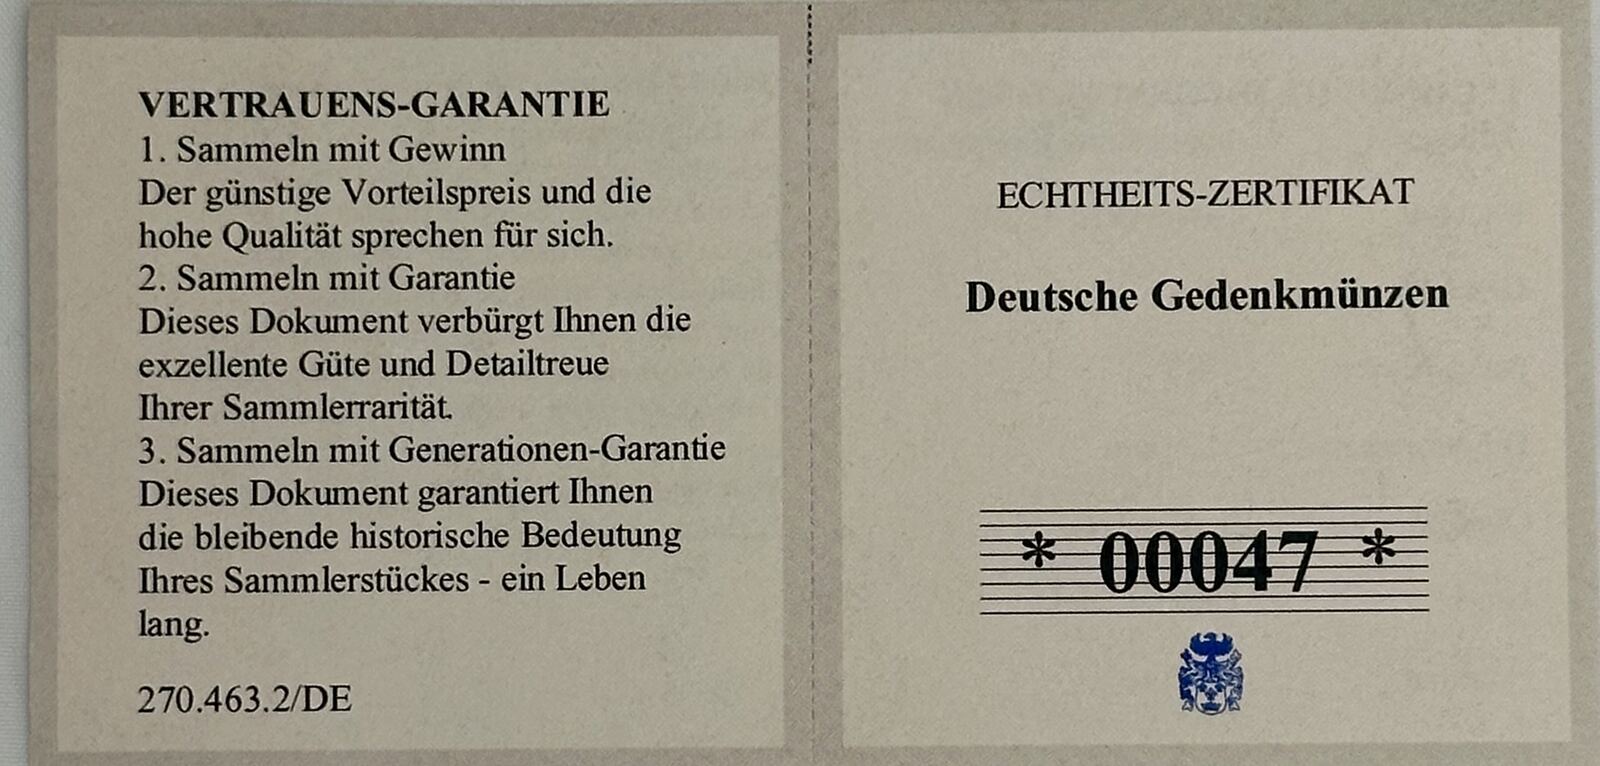 VERTRAUENS-GARANTIE
1. Sammeln mit Gewinn
Der günstige Vorteilspreis und die
hohe Qualität sprechen für sich.
2. Sammeln mit Garantie
Dieses Dokument verbürgt Ihnen die
exzellente Güte und Detailtreue
Ihrer Sammlerrarität.
3. Sammeln mit Generationen-Garantie
Dieses Dokument garantiert Ihnen
die bleibende historische Bedeutung
Ihres Sammlerstückes - ein Leben
lang.
270.463.2/DE
ECHTHEITS-ZERTIFIKAT
Deutsche Gedenkmünzen
* 00047 *